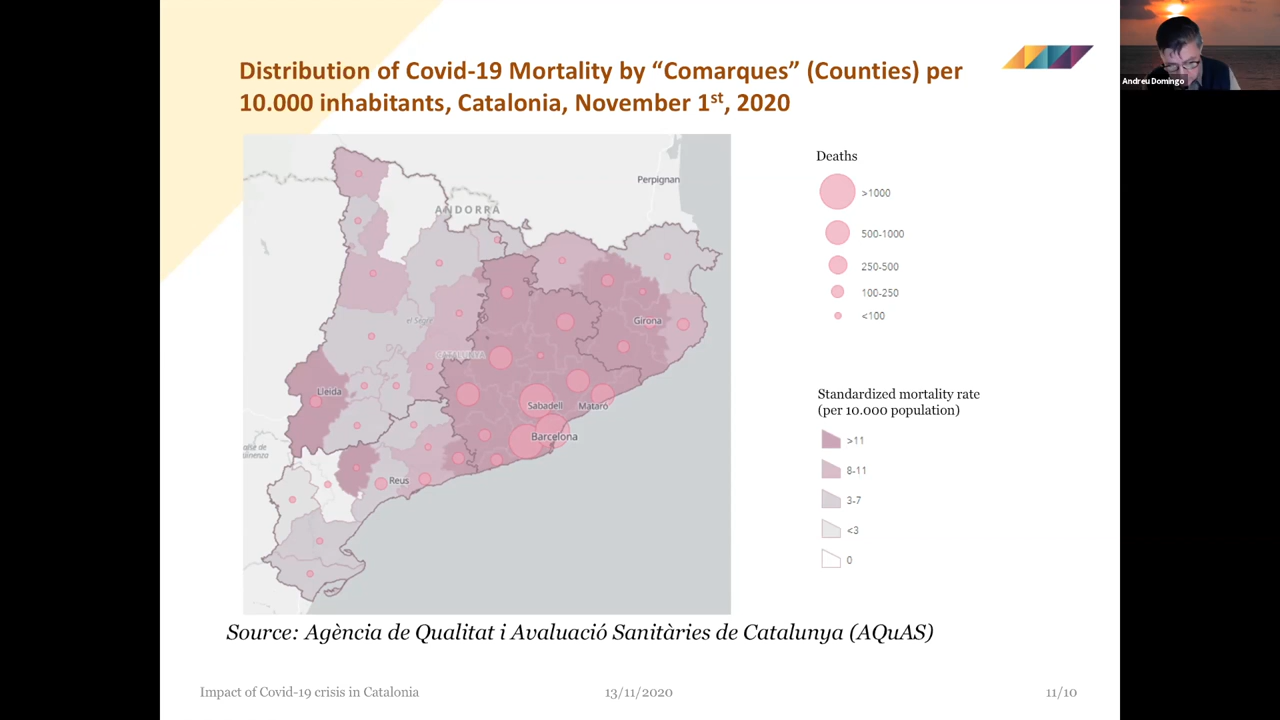 Distribution of Covid-19 Mortality by “Comarques” (Counties) per
10.000 inhabitants, Catalonia, November 1st, 2020
Andreu Domingo
Perpignan
ANDORRA
el Segre
Girona
CATALUNYA
Lleida
Sabadell
Mataró
Barcelona
Reus
Deaths
>1000
500-1000
250-500
100-250
<100
Standardized mortality rate
(per 10.000 population)
>11
8-11
3-7
<3
0
Source: Agència de Qualitat i Avaluació Sanitàries de Catalunya (AQuAS)
Impact of Covid-19 crisis in Catalonia
13/11/2020
11/10